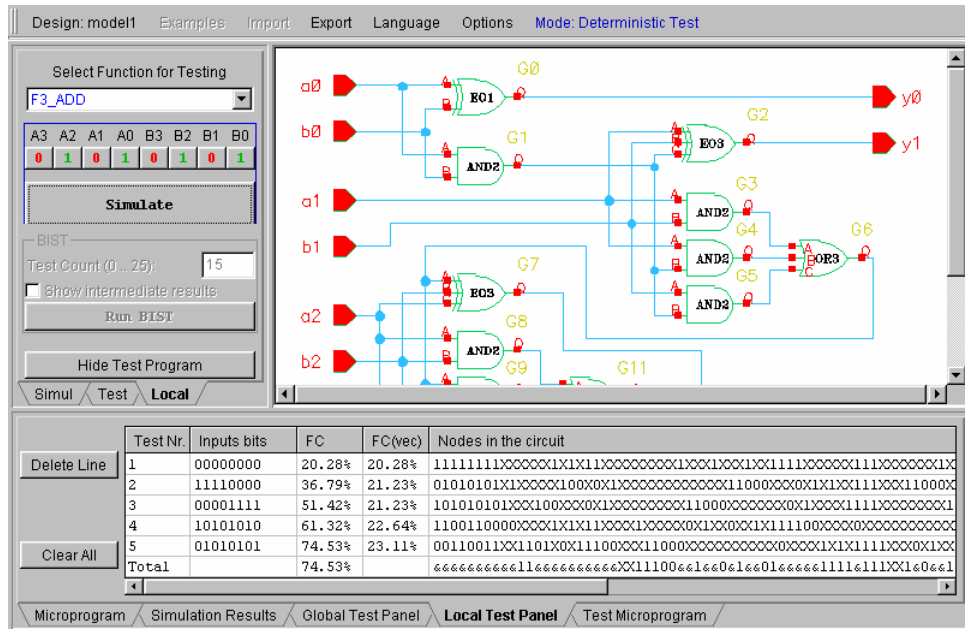 Design: model1 Examples Import Export Language Options Mode: Deterministic Test
Select Function for Testing
F3_ADD
A3 A2 A1 A0 B3 B2 B1 B0
0 1 0 1 0 1 0 1
Simulate
BIST
Test Count (0 .. 25): 15
Show intermediate results
Run BIST
Hide Test Program
Simul Test Local
a0 A B EO1 Q G0 y0
b0 A B AND2 Q G1
A B C EO3 Q G2 y1
a1 A B AND2 Q G3
b1 A B AND2 Q G4
A B AND2 Q G5
A B C OR3 Q G6
a2 A B C EO3 Q G7
b2 A B AND2 Q G8
A G9 G11
Test Nr. Inputs bits FC FC(vec) Nodes in the circuit
Delete Line
1 00000000 20.28% 20.28%
2 11110000 36.79% 21.23%
3 00001111 51.42% 21.23%
4 10101010 61.32% 22.64%
5 01010101 74.53% 23.11%
Clear All
Total 74.53%
Microprogram Simulation Results Global Test Panel Local Test Panel Test Microprogram